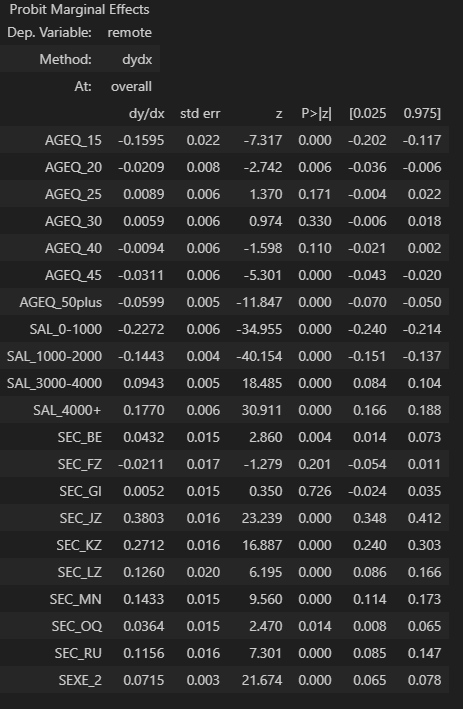 Probit Marginal Effects
Dep. Variable: remote
Method: dydx
At: overall
dy/dx std err z P>|z| [0.025 0.975]
AGEQ_15 -0.1595 0.022 -7.317 0.000 -0.202 -0.117
AGEQ_20 -0.0209 0.008 -2.742 0.006 -0.036 -0.006
AGEQ_25 0.0089 0.006 1.370 0.171 -0.004 0.022
AGEQ_30 0.0059 0.006 0.974 0.330 -0.006 0.018
AGEQ_40 -0.0094 0.006 -1.598 0.110 -0.021 0.002
AGEQ_45 -0.0311 0.006 -5.301 0.000 -0.043 -0.020
AGEQ_50plus -0.0599 0.005 -11.847 0.000 -0.070 -0.050
SAL_0-1000 -0.2272 0.006 -34.955 0.000 -0.240 -0.214
SAL_1000-2000 -0.1443 0.004 -40.154 0.000 -0.151 -0.137
SAL_3000-4000 0.0943 0.005 18.485 0.000 0.084 0.104
SAL_4000+ 0.1770 0.006 30.911 0.000 0.166 0.188
SEC_BE 0.0432 0.015 2.860 0.004 0.014 0.073
SEC_FZ -0.0211 0.017 -1.279 0.201 -0.054 0.011
SEC_GI 0.0052 0.015 0.350 0.726 -0.024 0.035
SEC_JZ 0.3803 0.016 23.239 0.000 0.348 0.412
SEC_KZ 0.2712 0.016 16.887 0.000 0.240 0.303
SEC_LZ 0.1260 0.020 6.195 0.000 0.086 0.166
SEC_MN 0.1433 0.015 9.560 0.000 0.114 0.173
SEC_OQ 0.0364 0.015 2.470 0.014 0.008 0.065
SEC_RU 0.1156 0.016 7.301 0.000 0.085 0.147
SEXE_2 0.0715 0.003 21.674 0.000 0.065 0.078